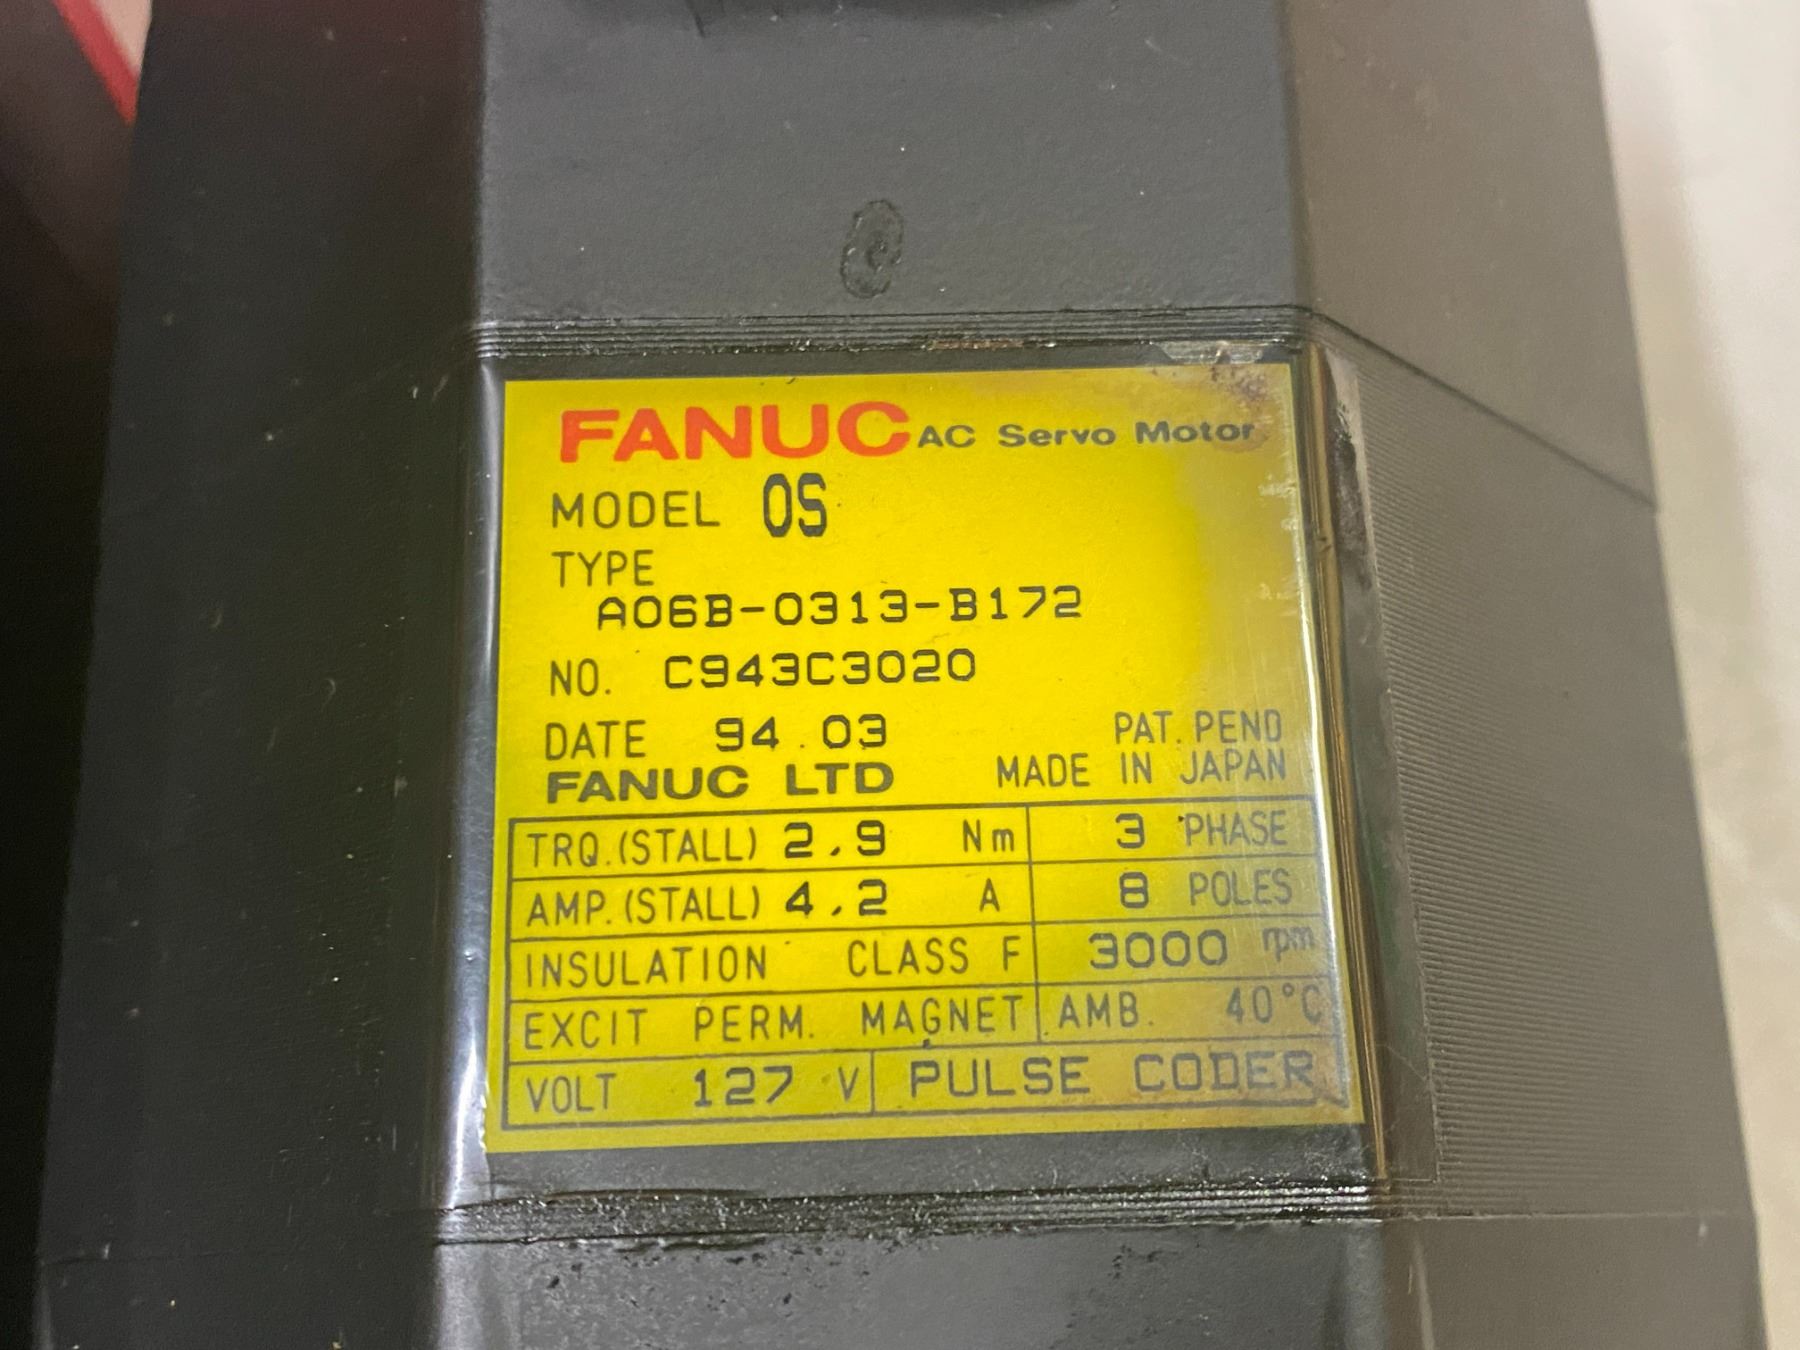 FANUC AC Servo Motor
MODEL 0S
TYPE
A06B-0313-B172
NO. C943C3020
DATE 94.03 PAT. PEND
FANUC LTD MADE IN JAPAN
TRQ.(STALL) 2.9 Nm 3 PHASE
AMP.(STALL) 4.2 A 8 POLES
INSULATION CLASS F 3000 rpm
EXCIT PERM. MAGNET AMB. 40°C
VOLT 127 V PULSE CODER